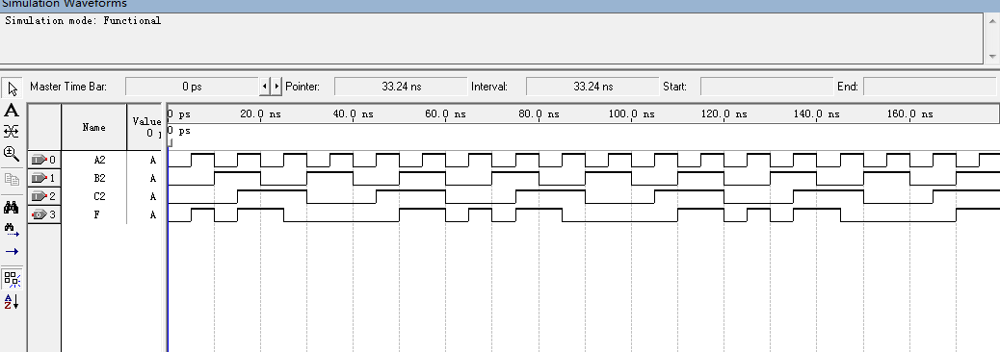 Simulation Waveforms
Simulation mode: Functional
Master Time Bar: 0 ps Pointer: 33.24 ns Interval: 33.24 ns Start: End:
Name Value 0 ps 20.0 ns 40.0 ns 60.0 ns 80.0 ns 100.0 ns 120.0 ns 140.0 ns 160.0 ns
0 0 ps
0 A2 A
1 B2 A
2 C2 A
3 F A